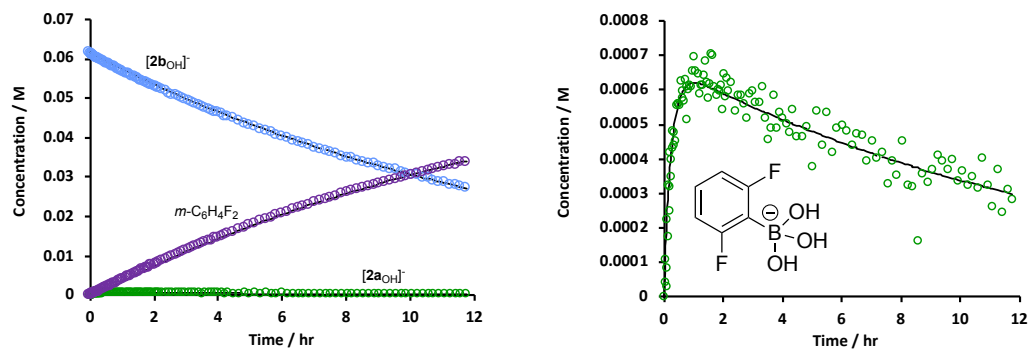 0.07
0.06
0.05
0.04
0.03
0.02
0.01
0
Concentration / M
[2b_OH]⁻
m-C₆H₄F₂
[2a_OH]⁻
0 2 4 6 8 10 12
Time / hr
0.0008
0.0007
0.0006
0.0005
0.0004
0.0003
0.0002
0.0001
0
Concentration / M
F
⊖
OH
B
OH
F
OH
0 2 4 6 8 10 12
Time / hr